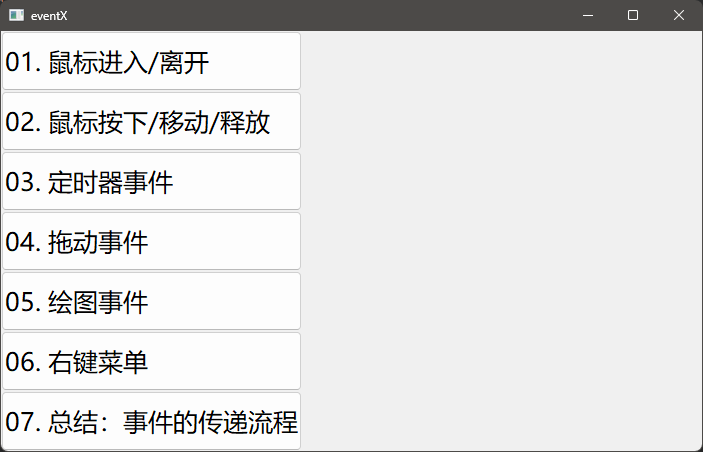 eventX
01. 鼠标进入/离开
02. 鼠标按下/移动/释放
03. 定时器事件
04. 拖动事件
05. 绘图事件
06. 右键菜单
07. 总结：事件的传递流程